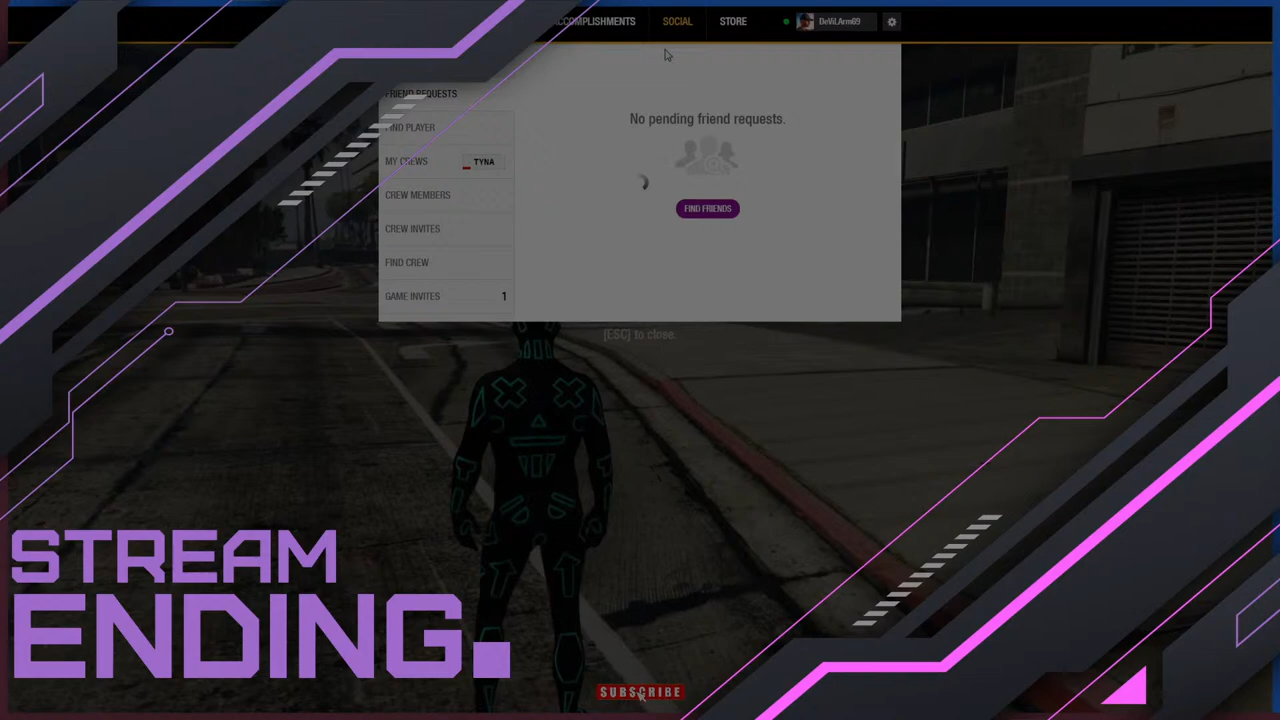 ACCOMPLISHMENTS SOCIAL STORE DeViLArm69
FRIEND REQUESTS
FIND PLAYER
MY CREWS TYNA
CREW MEMBERS
CREW INVITES
FIND CREW
GAME INVITES 1
No pending friend requests.
FIND FRIENDS
[ESC] to close.
STREAM
ENDING.
SUBSCRIBE